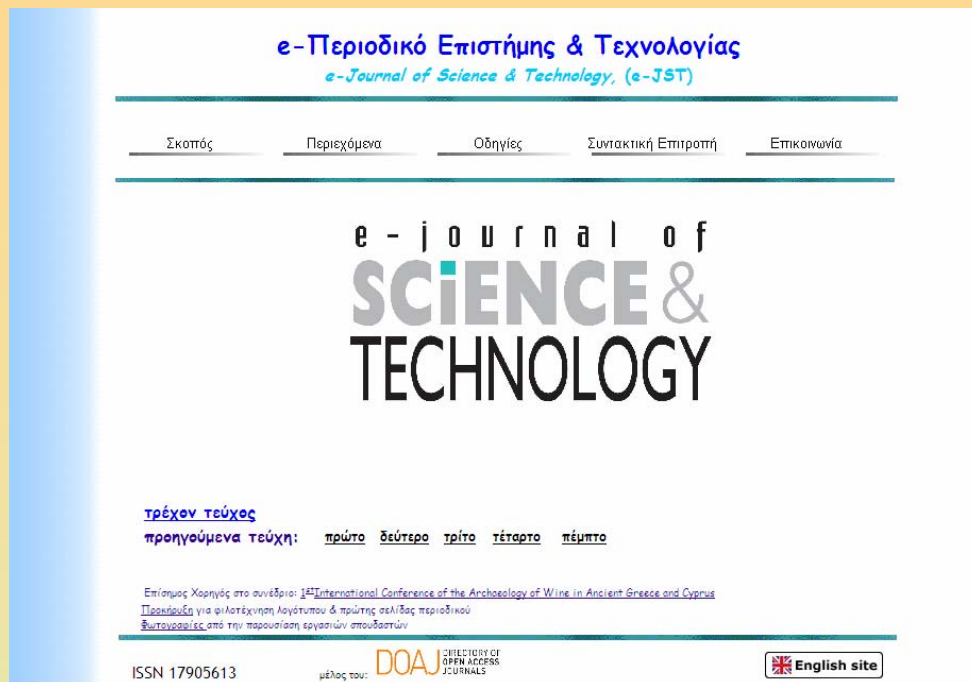 e-Περιοδικό Επιστήμης & Τεχνολογίας
e-Journal of Science & Technology, (e-JST)
Σκοπός Περιεχόμενα Οδηγίες Συντακτική Επιτροπή Επικοινωνία
e-journal of
SCiENCE &
TECHNOLOGY
τρέχον τεύχος
προηγούμενα τεύχη: πρώτο δεύτερο τρίτο τέταρτο πέμπτο
Επίσημος Χορηγός στο συνέδριο: 1st International Conference of the Archaeology of Wine in Ancient Greece and Cyprus
Προκήρυξη για φιλοτέχνηση λογότυπου & πρώτης σελίδας περιοδικού
Φωτογραφίες από την παρουσίαση εργασιών σπουδαστών
ISSN 17905613 μέλος του: DOAJ DIRECTORY OF OPEN ACCESS JOURNALS English site